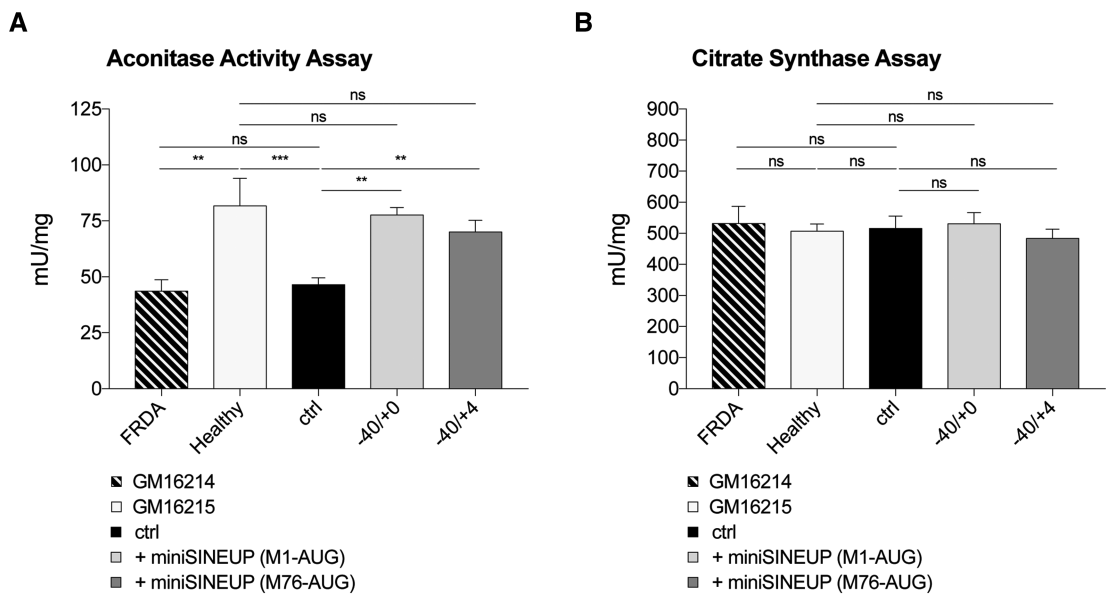 A
Aconitase Activity Assay
ns
ns
ns
** *** **
**
125
100
75
50
25
0
mU/mg
FRDA
Healthy
ctrl
-40/+0
-40/+4
GM16214
GM16215
ctrl
+ miniSINEUP (M1-AUG)
+ miniSINEUP (M76-AUG)
B
Citrate Synthase Assay
ns
ns
ns
ns ns ns
ns
900
800
700
600
500
400
300
200
100
0
mU/mg
FRDA
Healthy
ctrl
-40/+0
-40/+4
GM16214
GM16215
ctrl
+ miniSINEUP (M1-AUG)
+ miniSINEUP (M76-AUG)